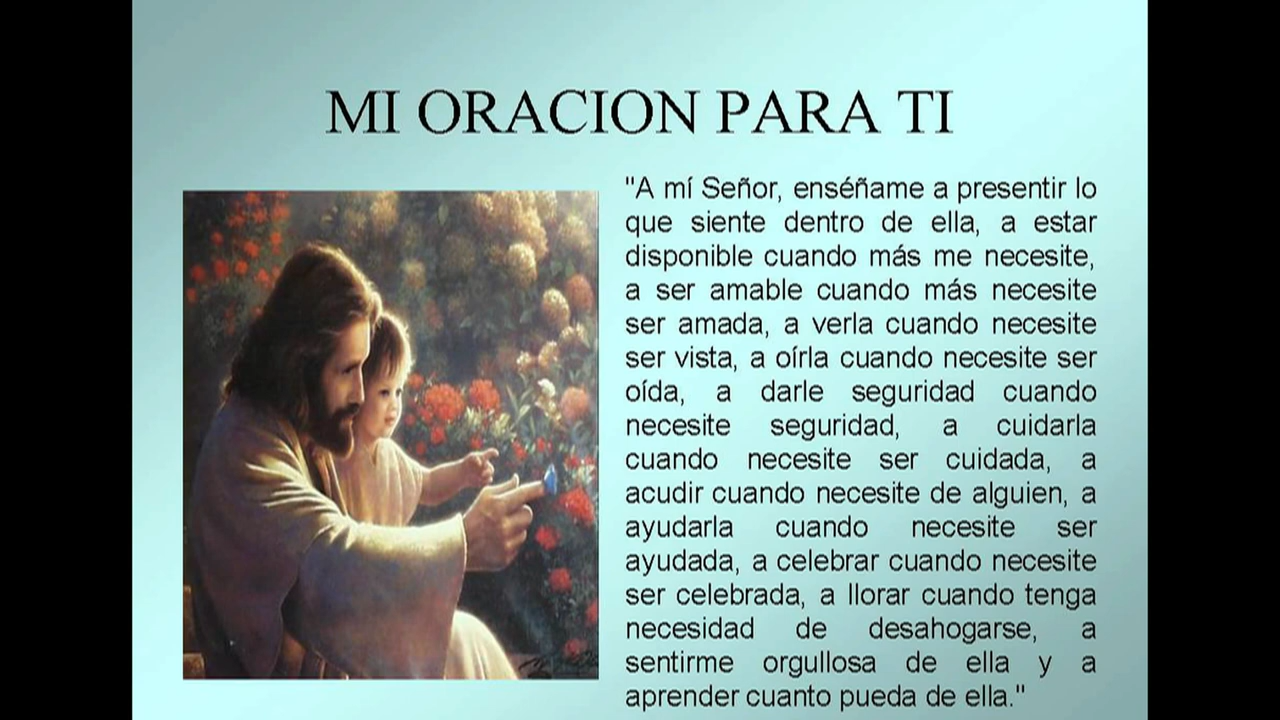 MI ORACION PARA TI
"A mí Señor, enséñame a presentir lo
que siente dentro de ella, a estar
disponible cuando más me necesite,
a ser amable cuando más necesite
ser amada, a verla cuando necesite
ser vista, a oírla cuando necesite ser
oída, a darle seguridad cuando
necesite seguridad, a cuidarla
cuando necesite ser cuidada, a
acudir cuando necesite de alguien, a
ayudarla cuando necesite ser
ayudada, a celebrar cuando necesite
ser celebrada, a llorar cuando tenga
necesidad de desahogarse, a
sentirme orgullosa de ella y a
aprender cuanto pueda de ella."